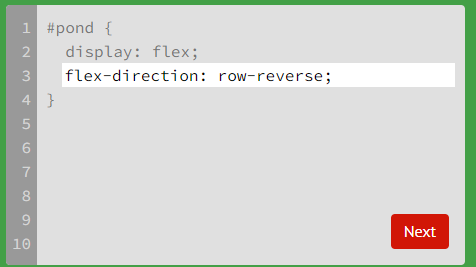 1 #pond {
2 display: flex;
3 flex-direction: row-reverse;
4 }
5
6
7
8
9
10
Next